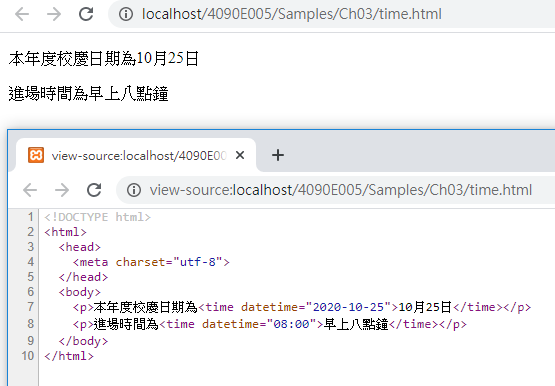 localhost/4090E005/Samples/Ch03/time.html
本年度校慶日期為10月25日
進場時間為早上八點鐘
view-source:localhost/4090E00
view-source:localhost/4090E005/Samples/Ch03/time.html
1 <!DOCTYPE html>
2 <html>
3 <head>
4 <meta charset="utf-8">
5 </head>
6 <body>
7 <p>本年度校慶日期為<time datetime="2020-10-25">10月25日</time></p>
8 <p>進場時間為<time datetime="08:00">早上八點鐘</time></p>
9 </body>
10 </html>